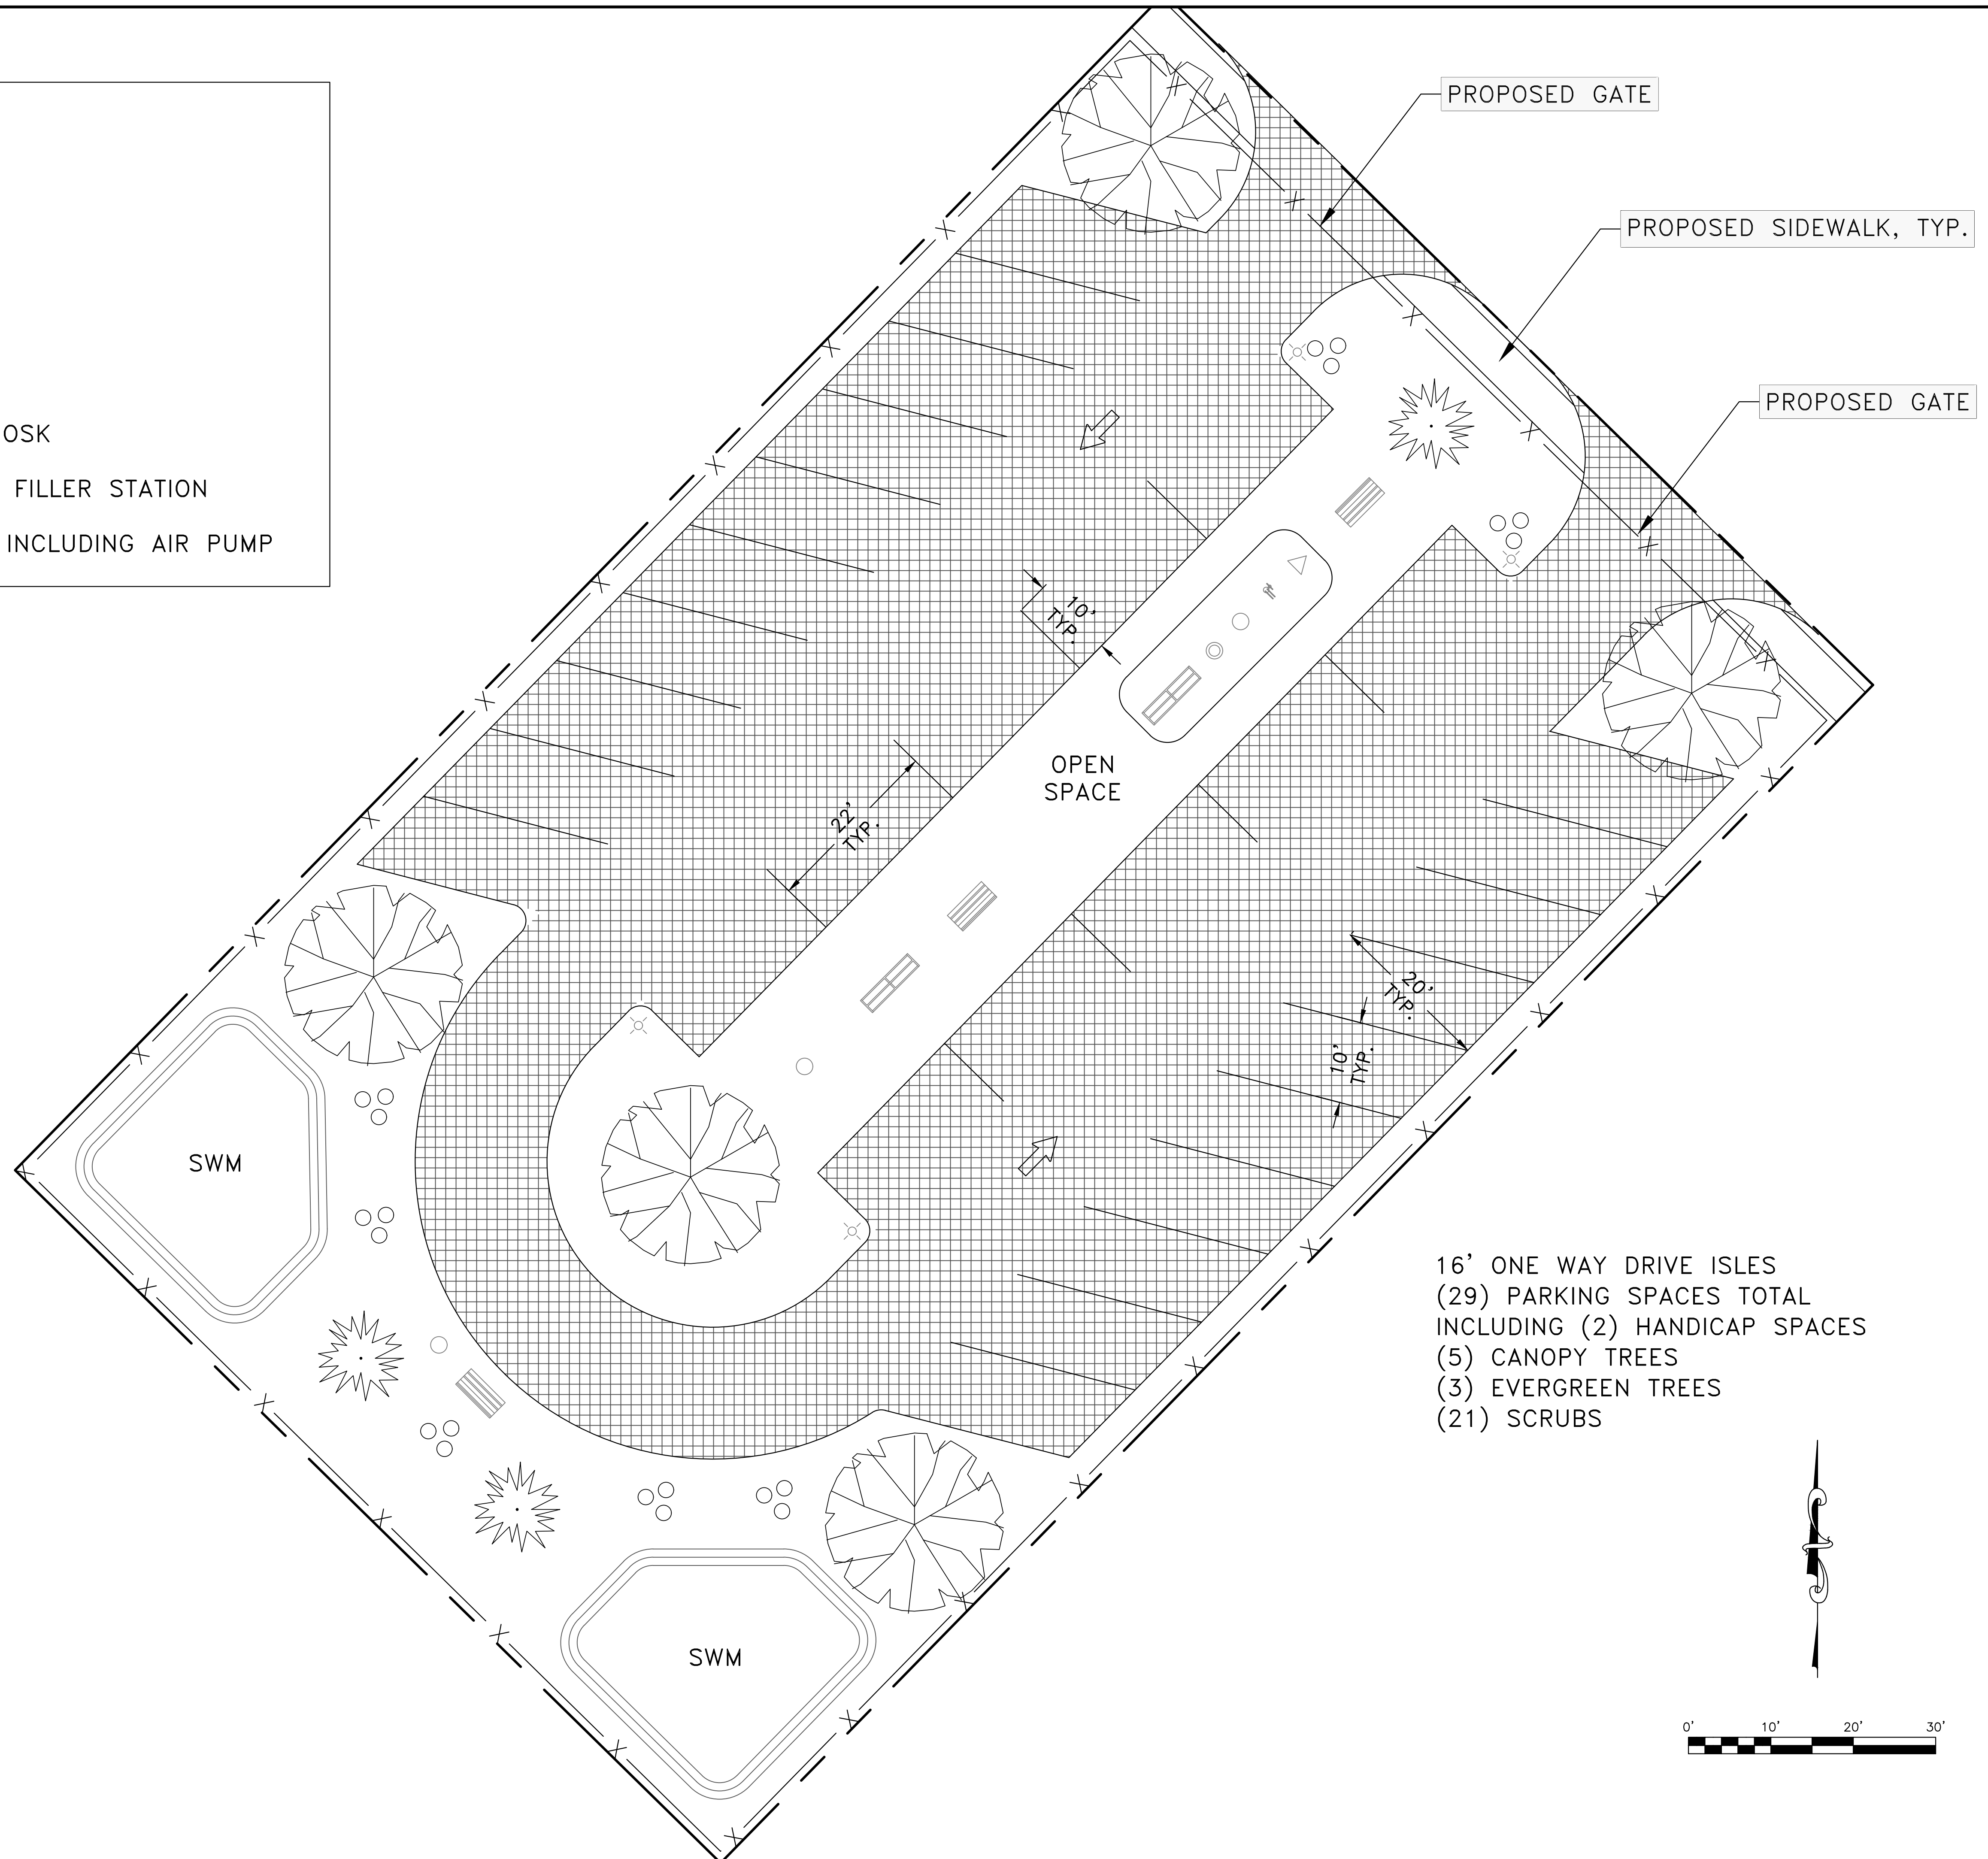 OSK
FILLER STATION
INCLUDING AIR PUMP
PROPOSED GATE
PROPOSED SIDEWALK, TYP.
PROPOSED GATE
10'
TYP.
OPEN
SPACE
22'
TYP.
20'
TYP.
10'
TYP.
SWM
SWM
16' ONE WAY DRIVE ISLES
(29) PARKING SPACES TOTAL
INCLUDING (2) HANDICAP SPACES
(5) CANOPY TREES
(3) EVERGREEN TREES
(21) SCRUBS
0' 10' 20' 30'